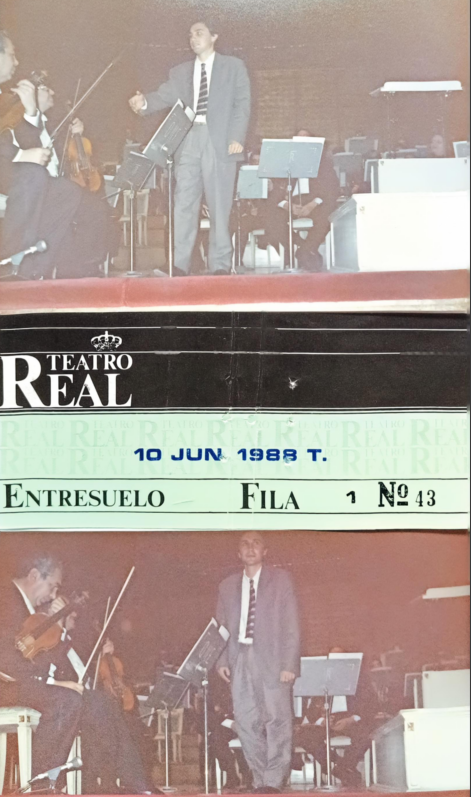 TEATRO
REAL
10 JUN 1988 T.
ENTRESUELO FILA 1 Nº 43